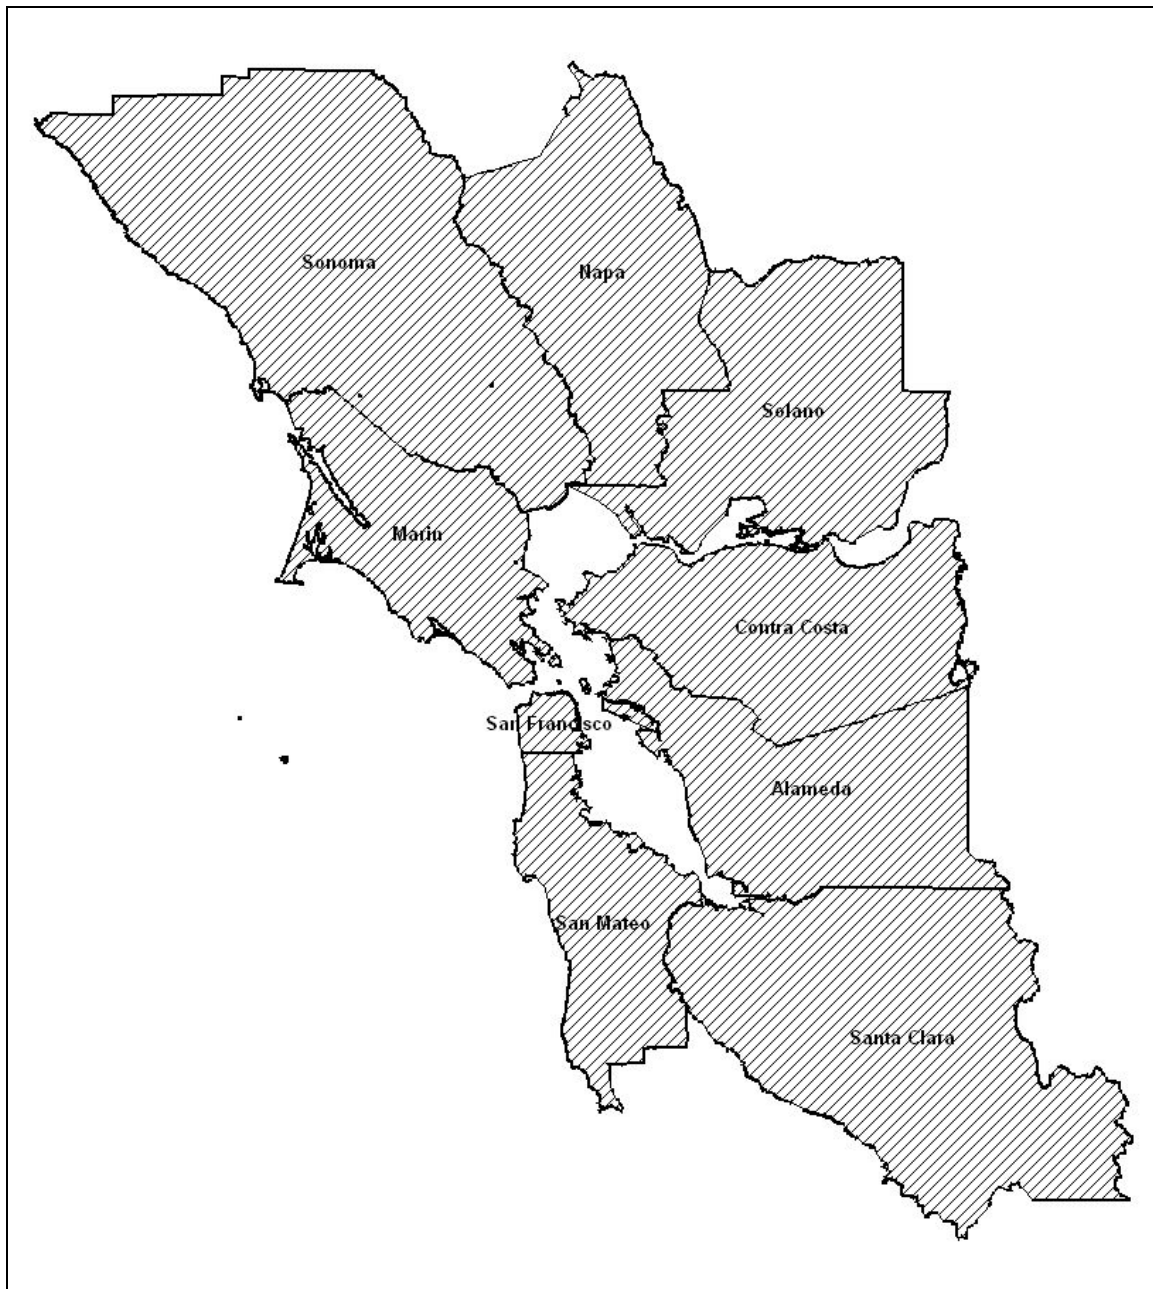 Sonoma
Napa
Solano
Marin
Contra Costa
San Francisco
Alameda
San Mateo
Santa Clara